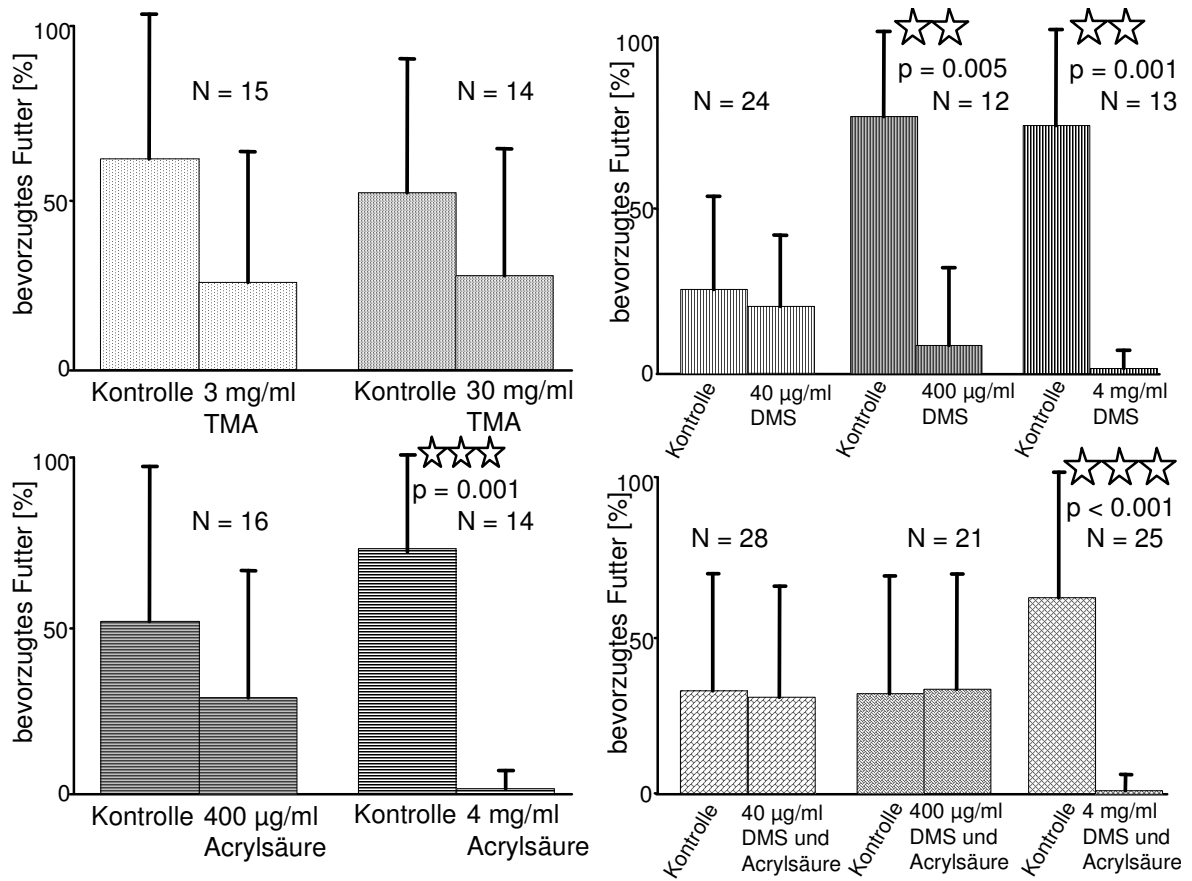 bevorzugtes Futter [%]
100
50
0
N = 15
N = 14
Kontrolle 3 mg/ml
TMA
Kontrolle 30 mg/ml
TMA
bevorzugtes Futter [%]
100
50
0
N = 24
p = 0.005
N = 12
p = 0.001
N = 13
Kontrolle
40 µg/ml
DMS
Kontrolle
400 µg/ml
DMS
Kontrolle
4 mg/ml
DMS
bevorzugtes Futter [%]
100
50
0
N = 16
p = 0.001
N = 14
Kontrolle 400 µg/ml
Acrylsäure
Kontrolle 4 mg/ml
Acrylsäure
bevorzugtes Futter [%]
100
50
0
N = 28
N = 21
p < 0.001
N = 25
Kontrolle
40 µg/ml
DMS und
Acrylsäure
Kontrolle
400 µg/ml
DMS und
Acrylsäure
Kontrolle
4 mg/ml
DMS und
Acrylsäure